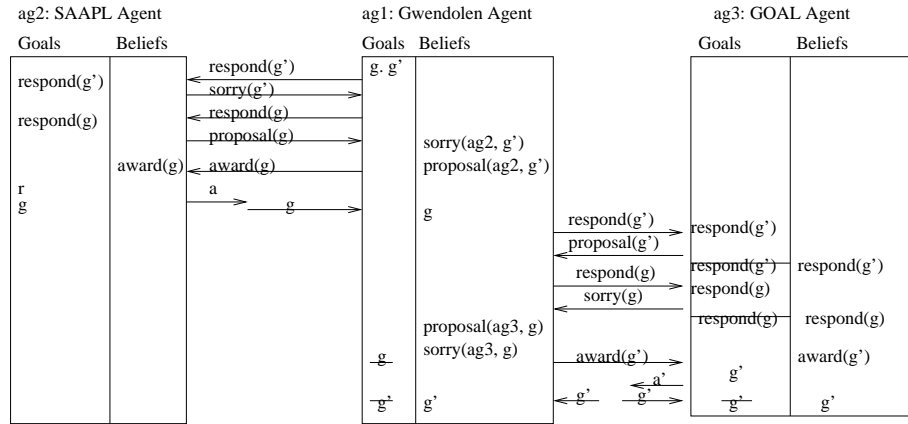 ag2: SAAPL Agent ag1: Gwendolen Agent ag3: GOAL Agent
Goals Beliefs Goals Beliefs Goals Beliefs
respond(g') g. g'
respond(g')
sorry(g')
respond(g) respond(g)
proposal(g) sorry(ag2, g')
award(g) award(g) proposal(ag2, g')
r a
g g g
respond(g') respond(g')
proposal(g')
respond(g') respond(g')
respond(g) respond(g)
sorry(g)
proposal(ag3, g) respond(g) respond(g)
sorry(ag3, g)
g award(g') award(g')
a' g'
g' g' g' g' g' g'